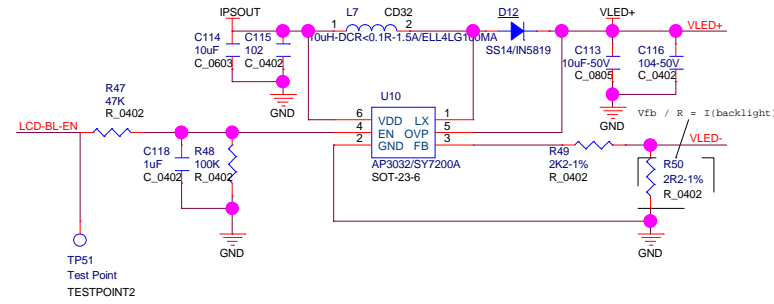 IPSOUT
L7
CD32
1
2
10uH-DCR<0.1R-1.5A/ELL4LG100MA
C114
10uF
C_0603
C115
102
C_0402
GND
D12
SS14/IN5819
VLED+
VLED+
C113
10uF-50V
C_0805
C116
104-50V
C_0402
GND
Vfb / R = I(backlight)
R47
47K
R_0402
LCD-BL-EN
U10
6 VDD LX 1
4 EN OVP 5
2 GND FB 3
AP3032/SY7200A
SOT-23-6
C118
1uF
C_0402
R48
100K
R_0402
GND
R49
2K2-1%
R_0402
VLED-
R50
2R2-1%
R_0402
GND
TP51
Test Point
TESTPOINT2